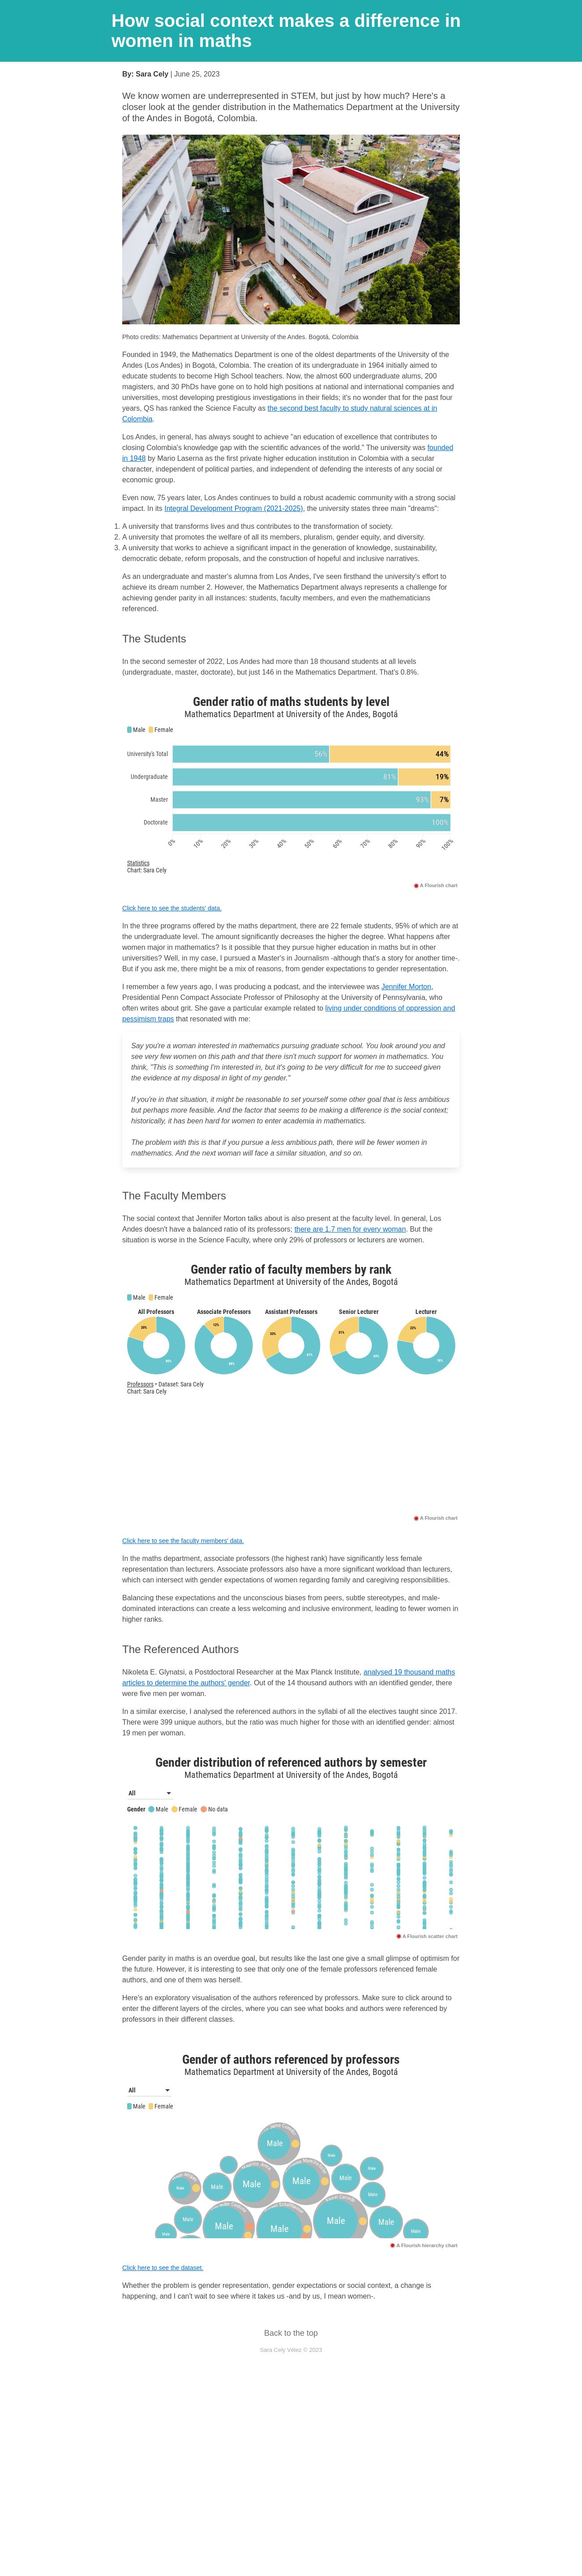 How social context makes a difference in
women in maths
By: Sara Cely | June 25, 2023
We know women are underrepresented in STEM, but just by how much? Here's a
closer look at the gender distribution in the Mathematics Department at the University
of the Andes in Bogotá, Colombia.
Photo credits: Mathematics Department at University of the Andes. Bogotá, Colombia
Founded in 1949, the Mathematics Department is one of the oldest departments of the University of the
Andes (Los Andes) in Bogotá, Colombia. The creation of its undergraduate in 1964 initially aimed to
educate students to become High School teachers. Now, the almost 600 undergraduate alums, 200
magisters, and 30 PhDs have gone on to hold high positions at national and international companies and
universities, most developing prestigious investigations in their fields; it's no wonder that for the past four
years, QS has ranked the Science Faculty as the second best faculty to study natural sciences at in
Colombia.
Los Andes, in general, has always sought to achieve "an education of excellence that contributes to
closing Colombia's knowledge gap with the scientific advances of the world." The university was founded
in 1948 by Mario Laserna as the first private higher education institution in Colombia with a secular
character, independent of political parties, and independent of defending the interests of any social or
economic group.
Even now, 75 years later, Los Andes continues to build a robust academic community with a strong social
impact. In its Integral Development Program (2021-2025), the university states three main "dreams":
1. A university that transforms lives and thus contributes to the transformation of society.
2. A university that promotes the welfare of all its members, pluralism, gender equity, and diversity.
3. A university that works to achieve a significant impact in the generation of knowledge, sustainability,
democratic debate, reform proposals, and the construction of hopeful and inclusive narratives.
As an undergraduate and master's alumna from Los Andes, I've seen firsthand the university's effort to
achieve its dream number 2. However, the Mathematics Department always represents a challenge for
achieving gender parity in all instances: students, faculty members, and even the mathematicians
referenced.
The Students
In the second semester of 2022, Los Andes had more than 18 thousand students at all levels
(undergraduate, master, doctorate), but just 146 in the Mathematics Department. That's 0.8%.
Gender ratio of maths students by level
Mathematics Department at University of the Andes, Bogotá
Male Female
University's Total 56% 44%
Undergraduate 81% 19%
Master 93% 7%
Doctorate 100%
0% 10% 20% 30% 40% 50% 60% 70% 80% 90% 100%
Statistics
Chart: Sara Cely
A Flourish chart
Click here to see the students' data.
In the three programs offered by the maths department, there are 22 female students, 95% of which are at
the undergraduate level. The amount significantly decreases the higher the degree. What happens after
women major in mathematics? Is it possible that they pursue higher education in maths but in other
universities? Well, in my case, I pursued a Master's in Journalism -although that's a story for another time-.
But if you ask me, there might be a mix of reasons, from gender expectations to gender representation.
I remember a few years ago, I was producing a podcast, and the interviewee was Jennifer Morton,
Presidential Penn Compact Associate Professor of Philosophy at the University of Pennsylvania, who
often writes about grit. She gave a particular example related to living under conditions of oppression and
pessimism traps that resonated with me:
Say you're a woman interested in mathematics pursuing graduate school. You look around you and
see very few women on this path and that there isn't much support for women in mathematics. You
think, "This is something I'm interested in, but it's going to be very difficult for me to succeed given
the evidence at my disposal in light of my gender."
If you're in that situation, it might be reasonable to set yourself some other goal that is less ambitious
but perhaps more feasible. And the factor that seems to be making a difference is the social context;
historically, it has been hard for women to enter academia in mathematics.
The problem with this is that if you pursue a less ambitious path, there will be fewer women in
mathematics. And the next woman will face a similar situation, and so on.
The Faculty Members
The social context that Jennifer Morton talks about is also present at the faculty level. In general, Los
Andes doesn't have a balanced ratio of its professors; there are 1.7 men for every woman. But the
situation is worse in the Science Faculty, where only 29% of professors or lecturers are women.
Gender ratio of faculty members by rank
Mathematics Department at University of the Andes, Bogotá
Male Female
All Professors Associate Professors Assistant Professors Senior Lecturer Lecturer
Professors • Dataset: Sara Cely
Chart: Sara Cely
A Flourish chart
Click here to see the faculty members' data.
In the maths department, associate professors (the highest rank) have significantly less female
representation than lecturers. Associate professors also have a more significant workload than lecturers,
which can intersect with gender expectations of women regarding family and caregiving responsibilities.
Balancing these expectations and the unconscious biases from peers, subtle stereotypes, and male-
dominated interactions can create a less welcoming and inclusive environment, leading to fewer women in
higher ranks.
The Referenced Authors
Nikoleta E. Glynatsi, a Postdoctoral Researcher at the Max Planck Institute, analysed 19 thousand maths
articles to determine the authors' gender. Out of the 14 thousand authors with an identified gender, there
were five men per woman.
In a similar exercise, I analysed the referenced authors in the syllabi of all the electives taught since 2017.
There were 399 unique authors, but the ratio was much higher for those with an identified gender: almost
19 men per woman.
Gender distribution of referenced authors by semester
Mathematics Department at University of the Andes, Bogotá
All
Gender Male Female No data
A Flourish scatter chart
Gender parity in maths is an overdue goal, but results like the last one give a small glimpse of optimism for
the future. However, it is interesting to see that only one of the female professors referenced female
authors, and one of them was herself.
Here's an exploratory visualisation of the authors referenced by professors. Make sure to click around to
enter the different layers of the circles, where you can see what books and authors were referenced by
professors in their different classes.
Gender of authors referenced by professors
Mathematics Department at University of the Andes, Bogotá
All
Male Female
Male
Male
Male Male Male Male Male Male
Male
Male Male Male Male Male
Male Male
A Flourish hierarchy chart
Click here to see the dataset.
Whether the problem is gender representation, gender expectations or social context, a change is
happening, and I can't wait to see where it takes us -and by us, I mean women-.
Back to the top
Sara Cely Vélez © 2023